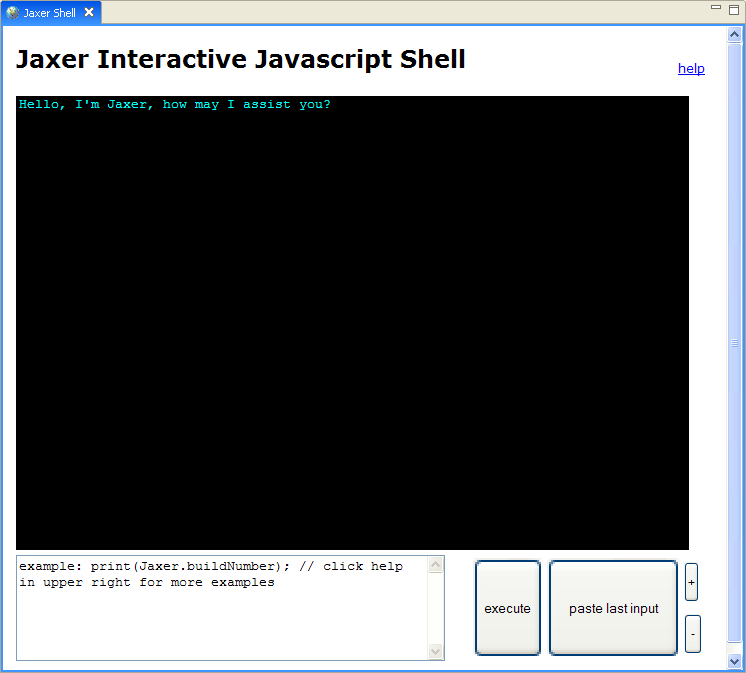 Jaxer Shell
Jaxer Interactive Javascript Shell
help
Hello, I'm Jaxer, how may I assist you?
example: print(Jaxer.buildNumber); // click help
in upper right for more examples
execute
paste last input
+
-